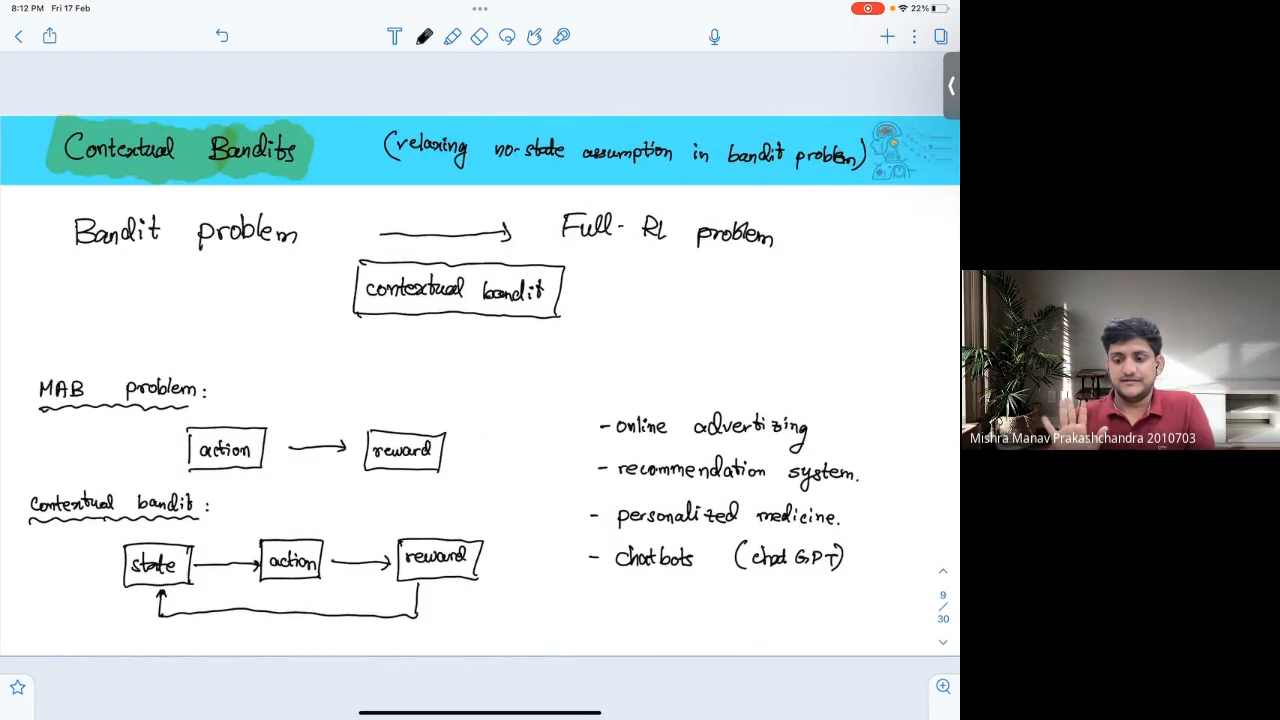 8:12 PM Fri 17 Feb
22%
Contextual Bandits (relaxing no-state assumption in bandit problem)
Bandit problem Full-RL problem
contextual bandit
MAB problem:
action reward
contextual bandit:
state action reward
- online advertizing
- recommendation system.
- personalized medicine.
- chatbots (chat GPT)
9
/
30
Mishra Manav Prakashchandra 2010703